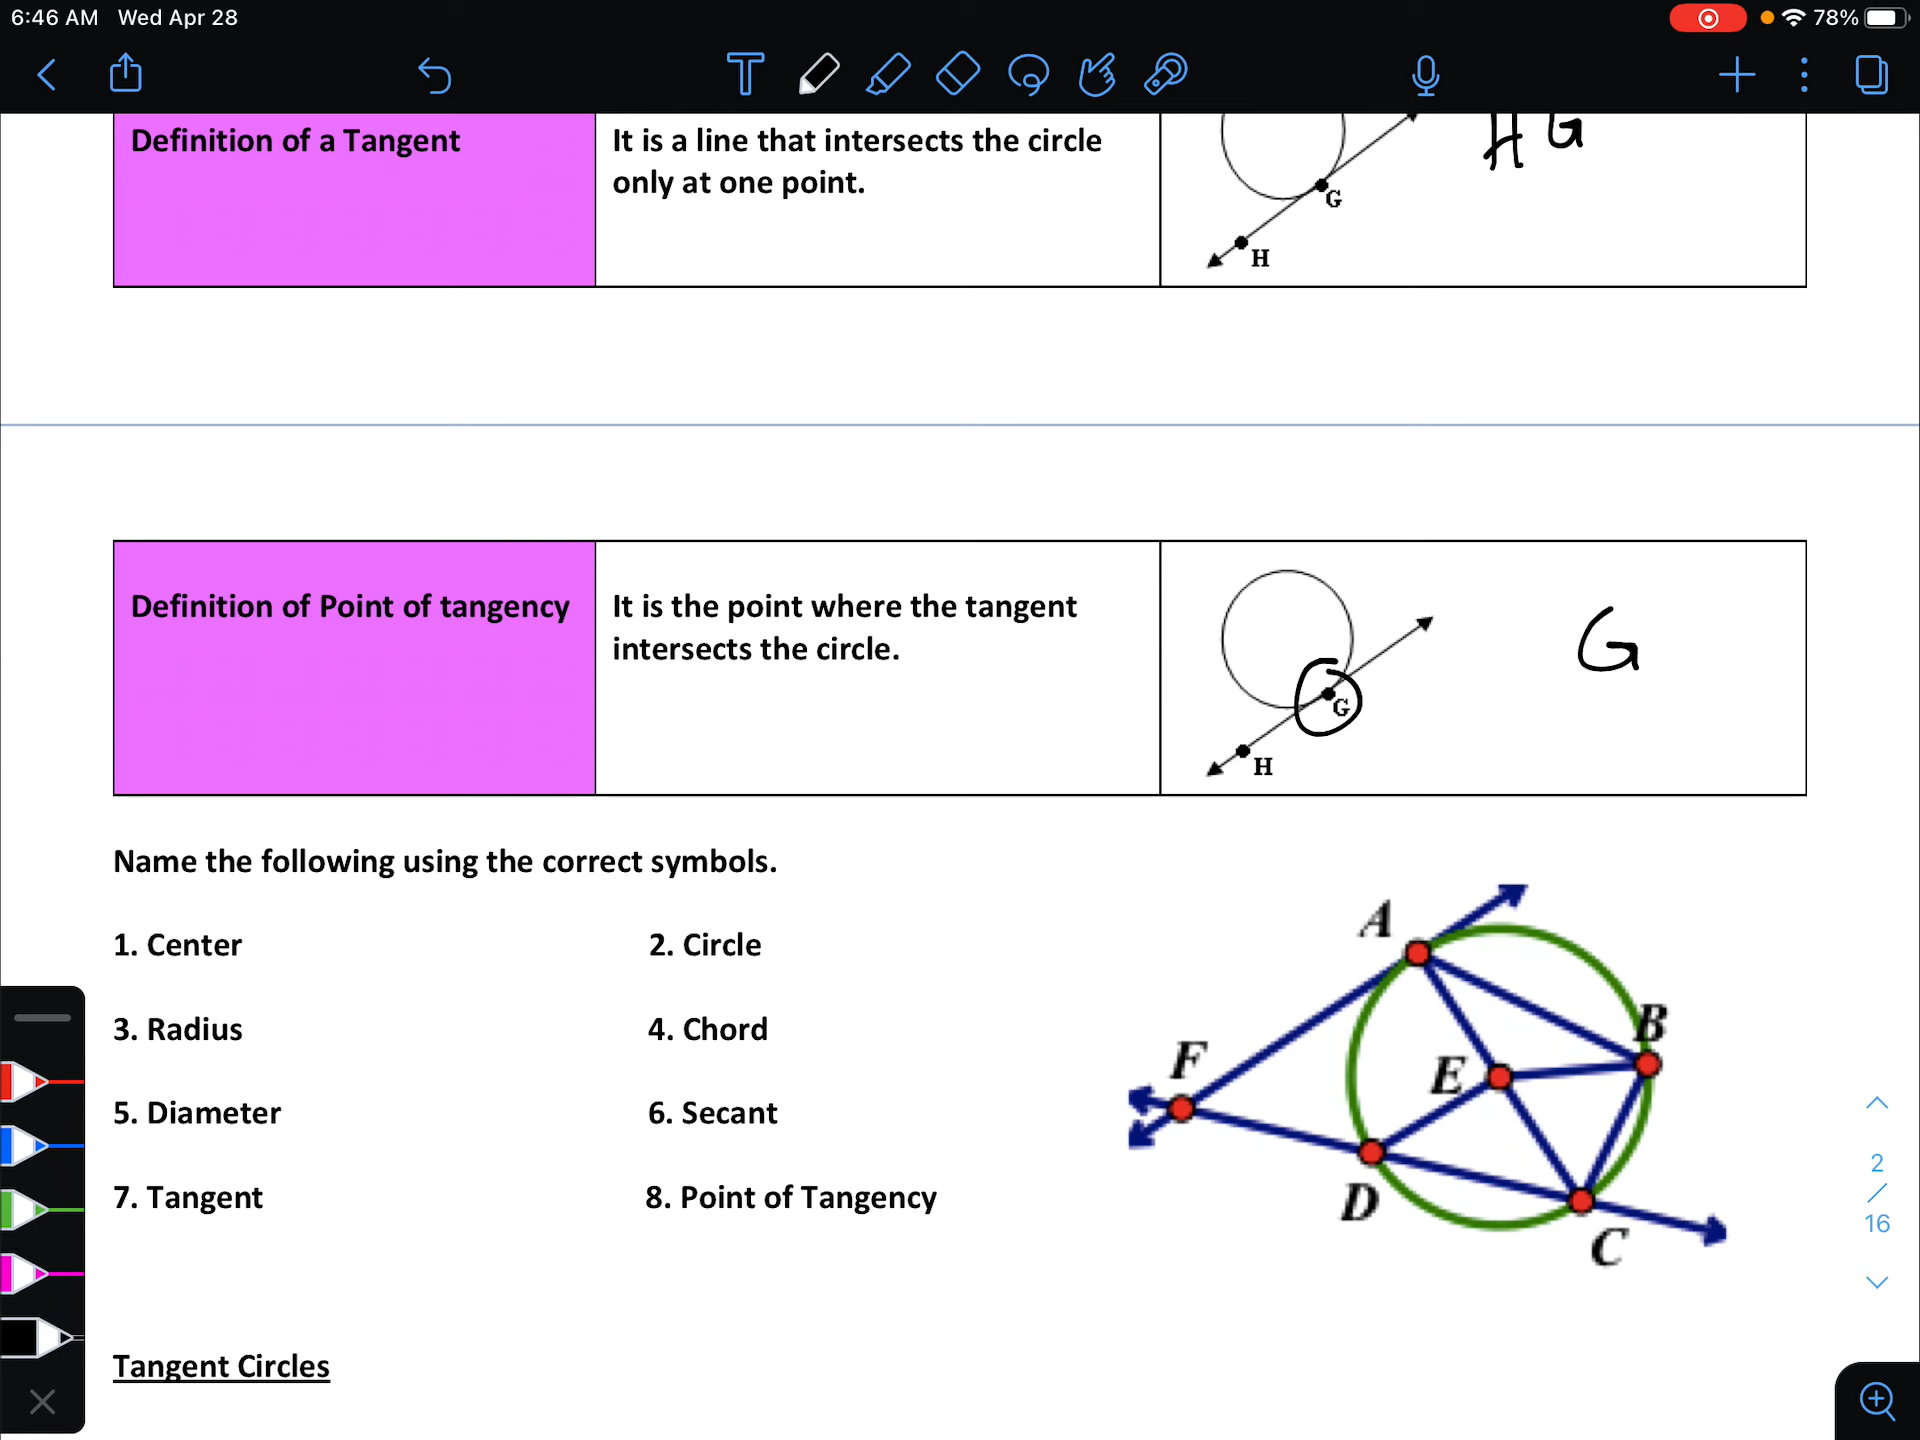 6:46 AM Wed Apr 28
78%
T
Definition of a Tangent
It is a line that intersects the circle
only at one point.
G
H
HG
Definition of Point of tangency
It is the point where the tangent
intersects the circle.
G
H
G
Name the following using the correct symbols.
1. Center
2. Circle
3. Radius
4. Chord
5. Diameter
6. Secant
7. Tangent
8. Point of Tangency
A
B
F
E
D
C
2
/
16
Tangent Circles